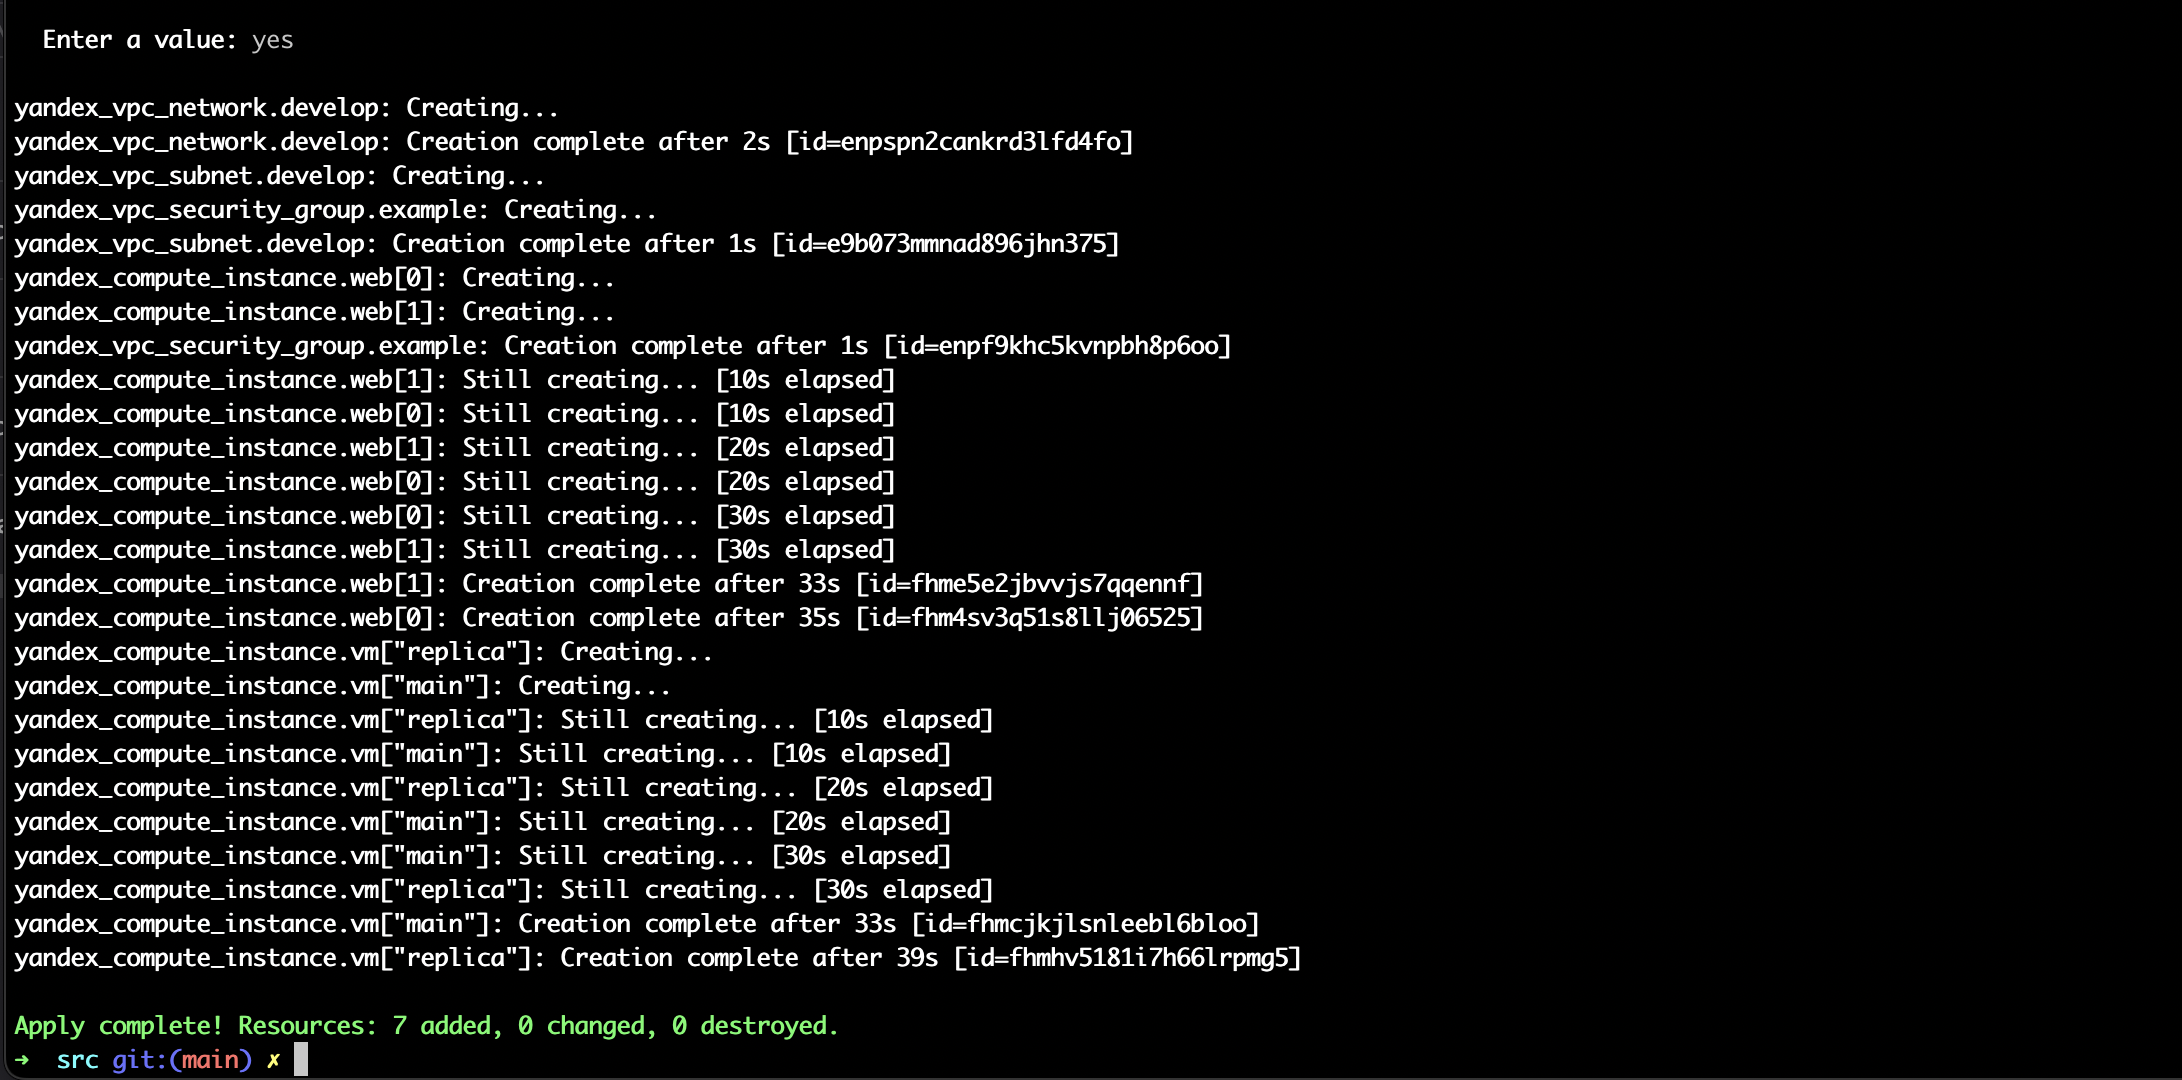 Enter a value: yes
yandex_vpc_network.develop: Creating...
yandex_vpc_network.develop: Creation complete after 2s [id=enpspn2cankrd3lfd4fo]
yandex_vpc_subnet.develop: Creating...
yandex_vpc_security_group.example: Creating...
yandex_vpc_subnet.develop: Creation complete after 1s [id=e9b073mmnad896jhn375]
yandex_compute_instance.web[0]: Creating...
yandex_compute_instance.web[1]: Creating...
yandex_vpc_security_group.example: Creation complete after 1s [id=enpf9khc5kvnpbh8p6oo]
yandex_compute_instance.web[1]: Still creating... [10s elapsed]
yandex_compute_instance.web[0]: Still creating... [10s elapsed]
yandex_compute_instance.web[1]: Still creating... [20s elapsed]
yandex_compute_instance.web[0]: Still creating... [20s elapsed]
yandex_compute_instance.web[0]: Still creating... [30s elapsed]
yandex_compute_instance.web[1]: Still creating... [30s elapsed]
yandex_compute_instance.web[1]: Creation complete after 33s [id=fhme5e2jbvvjs7qqennf]
yandex_compute_instance.web[0]: Creation complete after 35s [id=fhm4sv3q51s8llj06525]
yandex_compute_instance.vm["replica"]: Creating...
yandex_compute_instance.vm["main"]: Creating...
yandex_compute_instance.vm["replica"]: Still creating... [10s elapsed]
yandex_compute_instance.vm["main"]: Still creating... [10s elapsed]
yandex_compute_instance.vm["replica"]: Still creating... [20s elapsed]
yandex_compute_instance.vm["main"]: Still creating... [20s elapsed]
yandex_compute_instance.vm["main"]: Still creating... [30s elapsed]
yandex_compute_instance.vm["replica"]: Still creating... [30s elapsed]
yandex_compute_instance.vm["main"]: Creation complete after 33s [id=fhmcjkjlsnleebl6bloo]
yandex_compute_instance.vm["replica"]: Creation complete after 39s [id=fhmhv5181i7h66lrpmg5]
Apply complete! Resources: 7 added, 0 changed, 0 destroyed.
➜ src git:(main) ✗